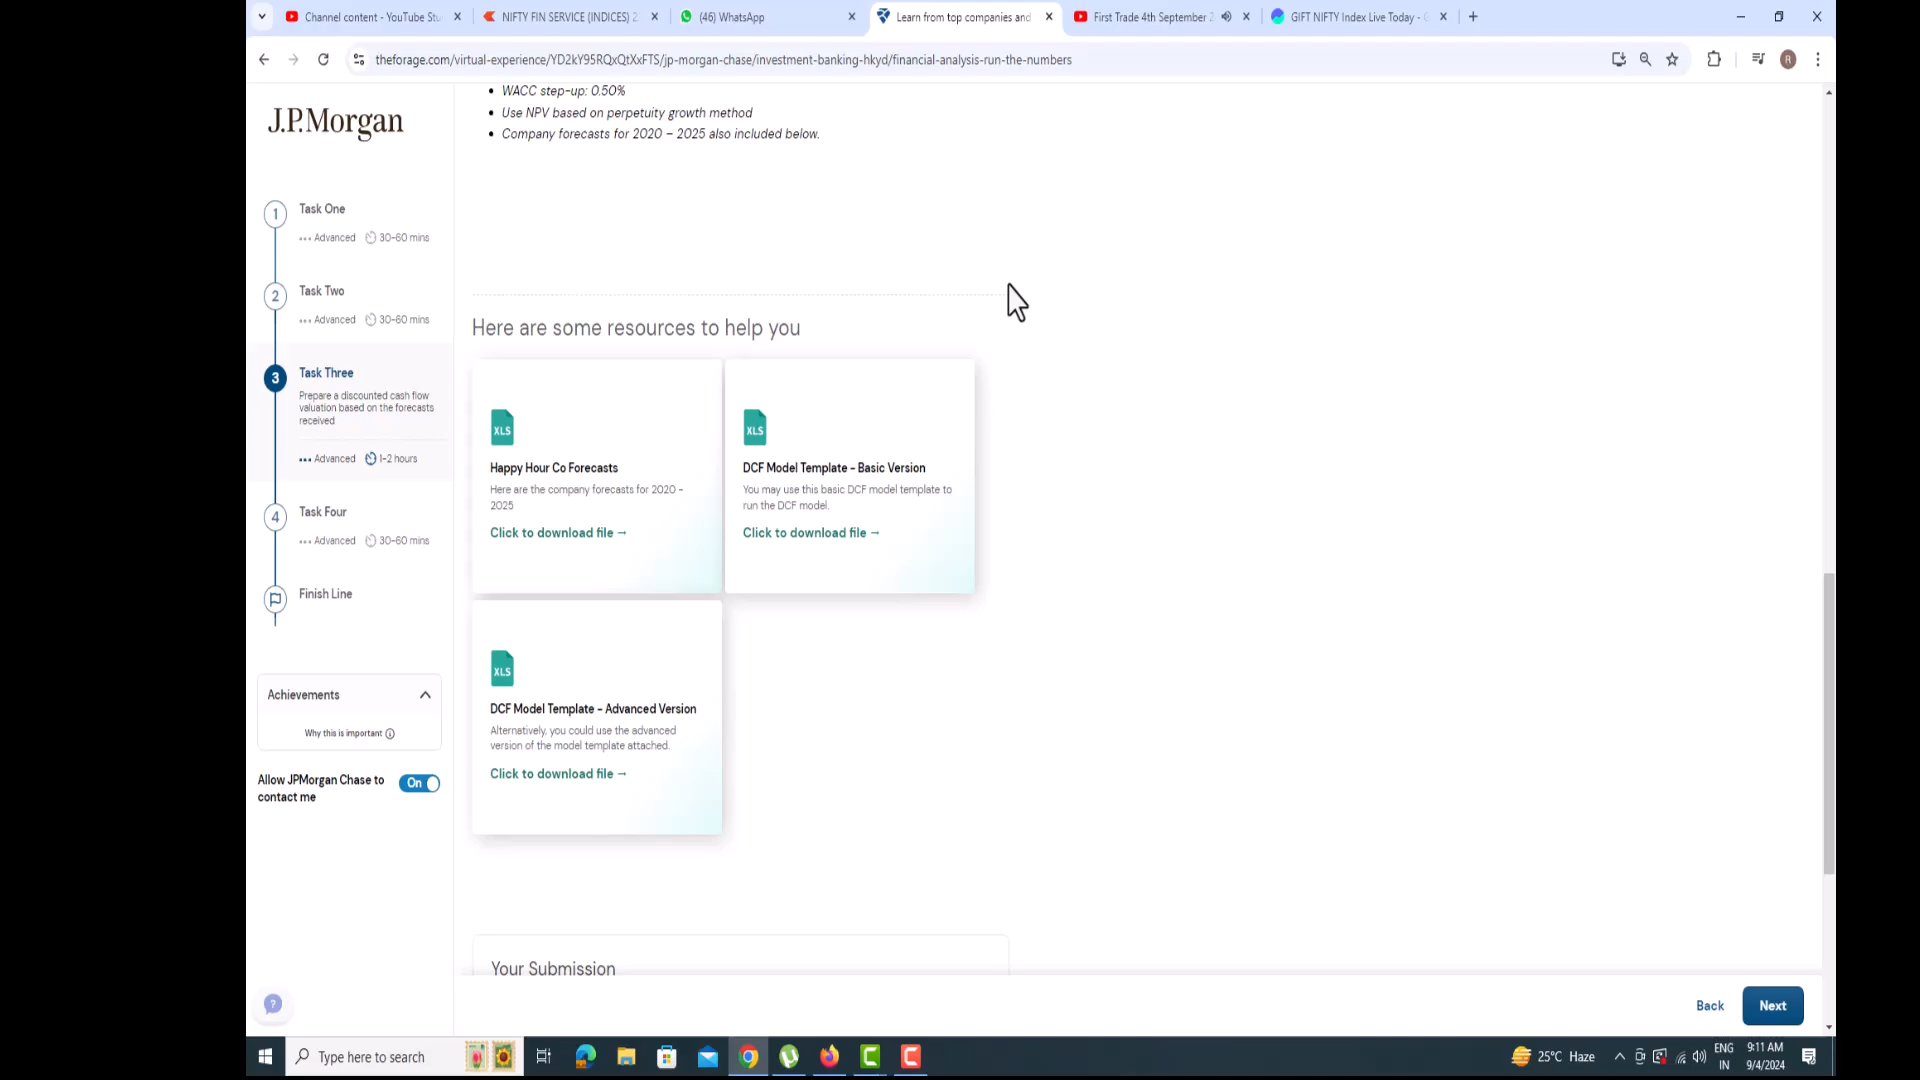 Channel content - YouTube Stu
NIFTY FIN SERVICE (INDICES) 2
(46) WhatsApp
Learn from top companies and
First Trade 4th September 2
GIFT NIFTY Index Live Today - G
theforage.com/virtual-experience/YD2kY95RQxQtXxFTS/jp-morgan-chase/investment-banking-hkyd/financial-analysis-run-the-numbers
R
J.P.Morgan
1
Task One
Advanced 30-60 mins
2
Task Two
Advanced 30-60 mins
3
Task Three
Prepare a discounted cash flow
valuation based on the forecasts
received
Advanced 1-2 hours
4
Task Four
Advanced 30-60 mins
Finish Line
Achievements
Why this is important
Allow JPMorgan Chase to
contact me
On
?
• WACC step-up: 0.50%
• Use NPV based on perpetuity growth method
• Company forecasts for 2020 – 2025 also included below.
Here are some resources to help you
XLS
Happy Hour Co Forecasts
Here are the company forecasts for 2020 -
2025
Click to download file →
XLS
DCF Model Template - Basic Version
You may use this basic DCF model template to
run the DCF model.
Click to download file →
XLS
DCF Model Template - Advanced Version
Alternatively, you could use the advanced
version of the model template attached.
Click to download file →
Your Submission
Back
Next
Type here to search
25°C Haze
ENG
IN
9:11 AM
9/4/2024